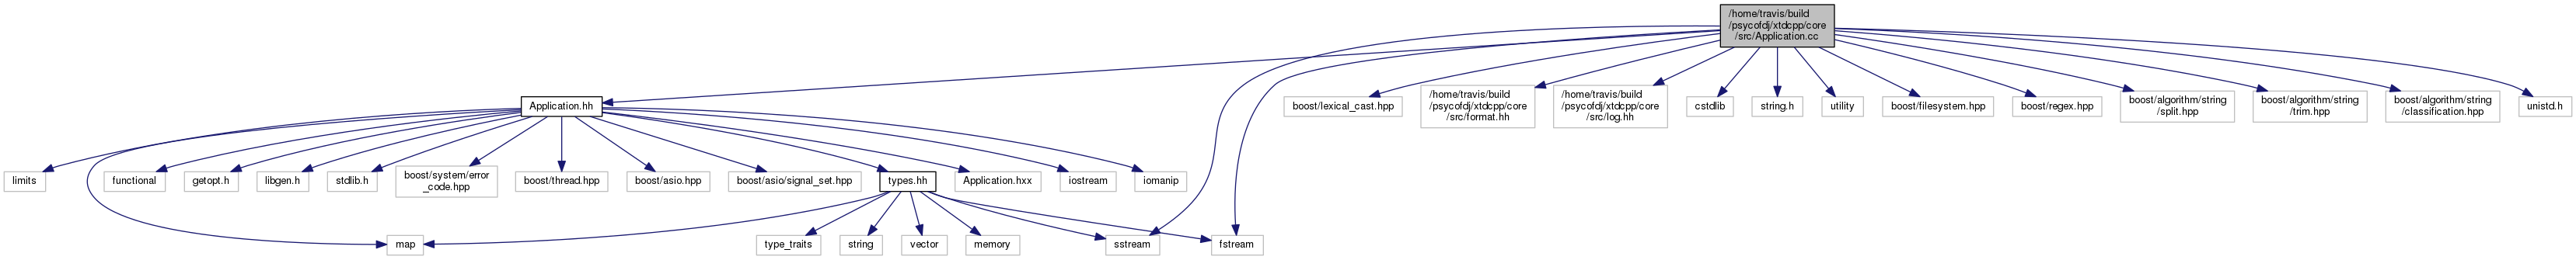 /home/travis/build
/psycofdj/xtdcpp/core
/src/Application.cc
Application.hh
boost/lexical_cast.hpp
/home/travis/build
/psycofdj/xtdcpp/core
/src/format.hh
/home/travis/build
/psycofdj/xtdcpp/core
/src/log.hh
cstdlib
string.h
utility
boost/filesystem.hpp
boost/regex.hpp
boost/algorithm/string
/split.hpp
boost/algorithm/string
/trim.hpp
boost/algorithm/string
/classification.hpp
unistd.h
limits
functional
getopt.h
libgen.h
stdlib.h
boost/system/error
_code.hpp
boost/thread.hpp
boost/asio.hpp
boost/asio/signal_set.hpp
types.hh
Application.hxx
iostream
iomanip
map
type_traits
string
vector
memory
sstream
fstream